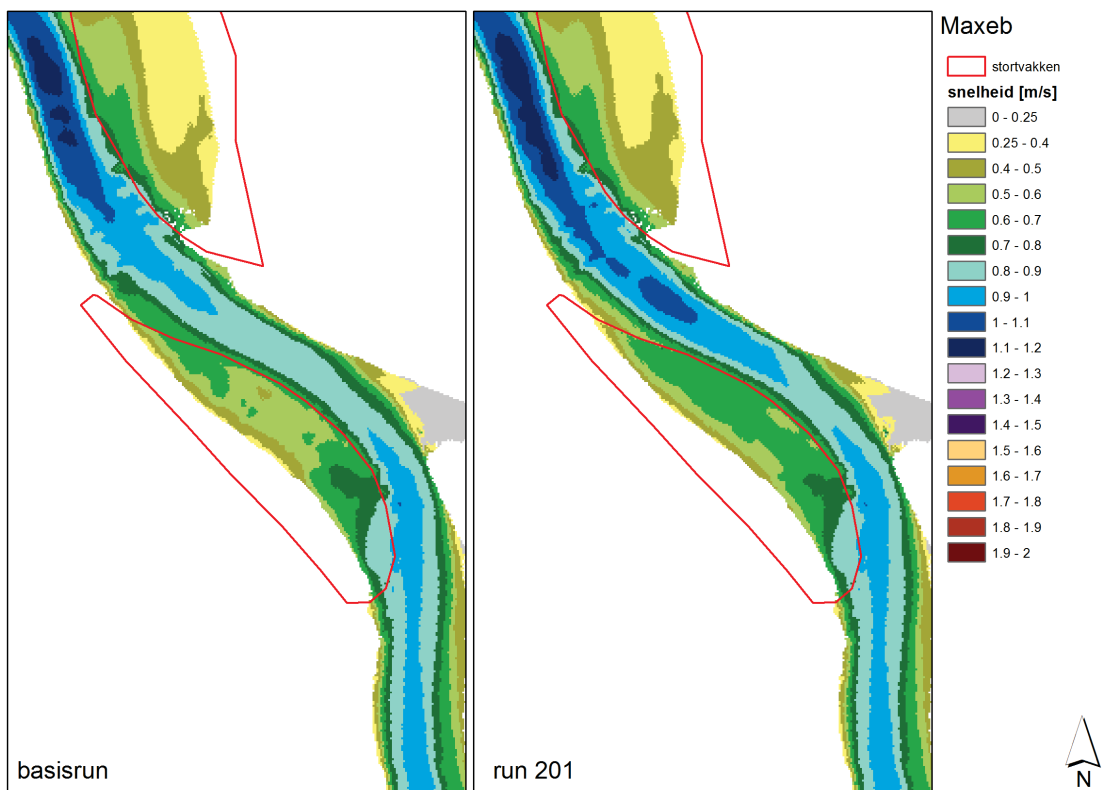 Maxeb
stortvakken
snelheid [m/s]
0 - 0.25
0.25 - 0.4
0.4 - 0.5
0.5 - 0.6
0.6 - 0.7
0.7 - 0.8
0.8 - 0.9
0.9 - 1
1 - 1.1
1.1 - 1.2
1.2 - 1.3
1.3 - 1.4
1.4 - 1.5
1.5 - 1.6
1.6 - 1.7
1.7 - 1.8
1.8 - 1.9
1.9 - 2
basisrun
run 201
N